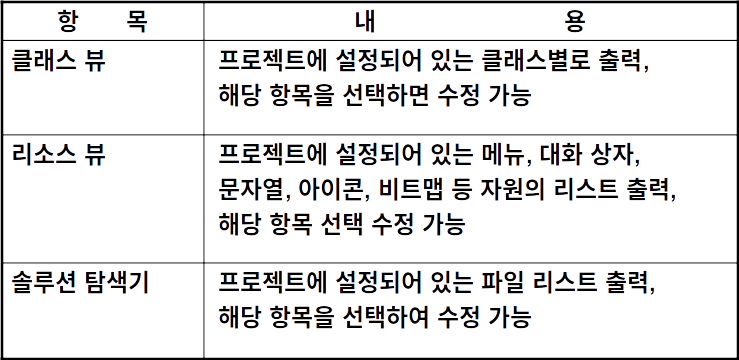 항 목 내 용
클래스 뷰 프로젝트에 설정되어 있는 클래스별로 출력,
해당 항목을 선택하면 수정 가능
리소스 뷰 프로젝트에 설정되어 있는 메뉴, 대화 상자,
문자열, 아이콘, 비트맵 등 자원의 리스트 출력,
해당 항목 선택 수정 가능
솔루션 탐색기 프로젝트에 설정되어 있는 파일 리스트 출력,
해당 항목을 선택하여 수정 가능